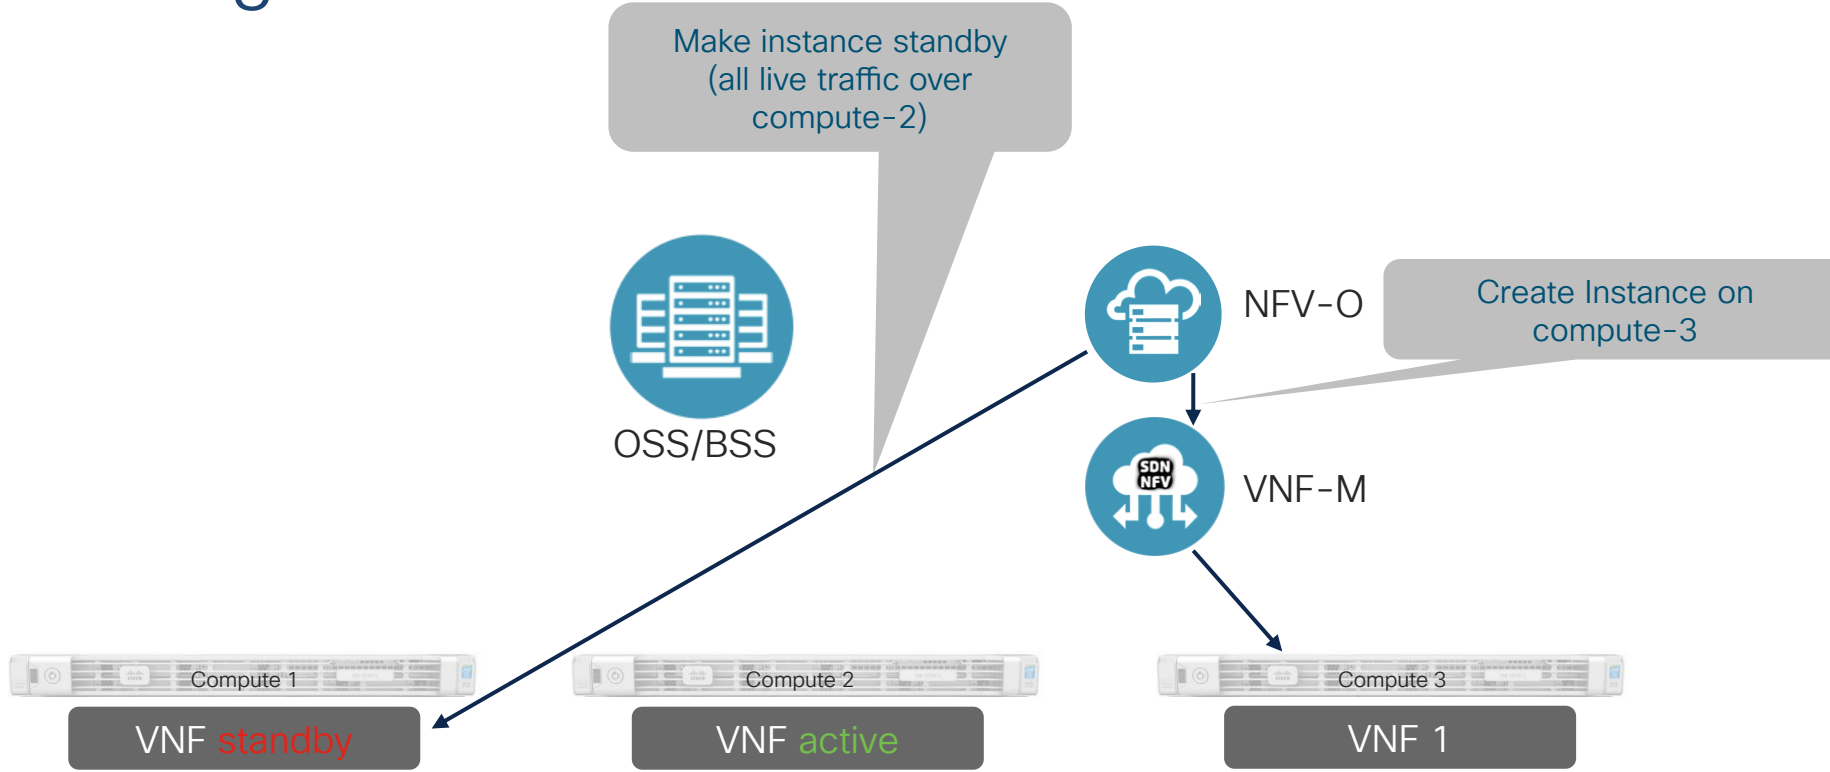 Make instance standby
(all live traffic over
compute-2)
NFV-O
Create Instance on
compute-3
OSS/BSS
SDN
NFV
VNF-M
Compute 1
Compute 2
Compute 3
VNF standby
VNF active
VNF 1